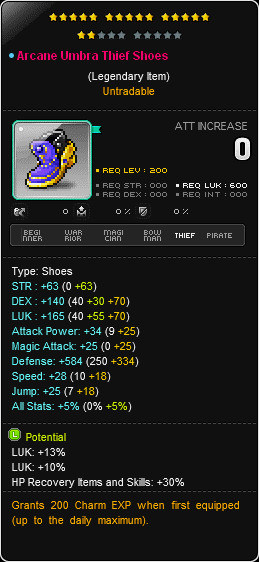 Arcane Umbra Thief Shoes
(Legendary Item)
Untradable
ATT INCREASE
0
REQ LEV : 200
REQ STR : 000 REQ LUK : 600
REQ DEX : 000 REQ INT : 000
0 0 % 0 %
BEGINNER WARRIOR MAGICIAN BOWMAN THIEF PIRATE
Type: Shoes
STR : +63 (0 +63)
DEX : +140 (40 +30 +70)
LUK : +165 (40 +55 +70)
Attack Power: +34 (9 +25)
Magic Attack: +25 (0 +25)
Defense: +584 (250 +334)
Speed: +28 (10 +18)
Jump: +25 (7 +18)
All Stats: +5% (0% +5%)
L Potential
LUK: +13%
LUK: +10%
HP Recovery Items and Skills: +30%
Grants 200 Charm EXP when first equipped
(up to the daily maximum).